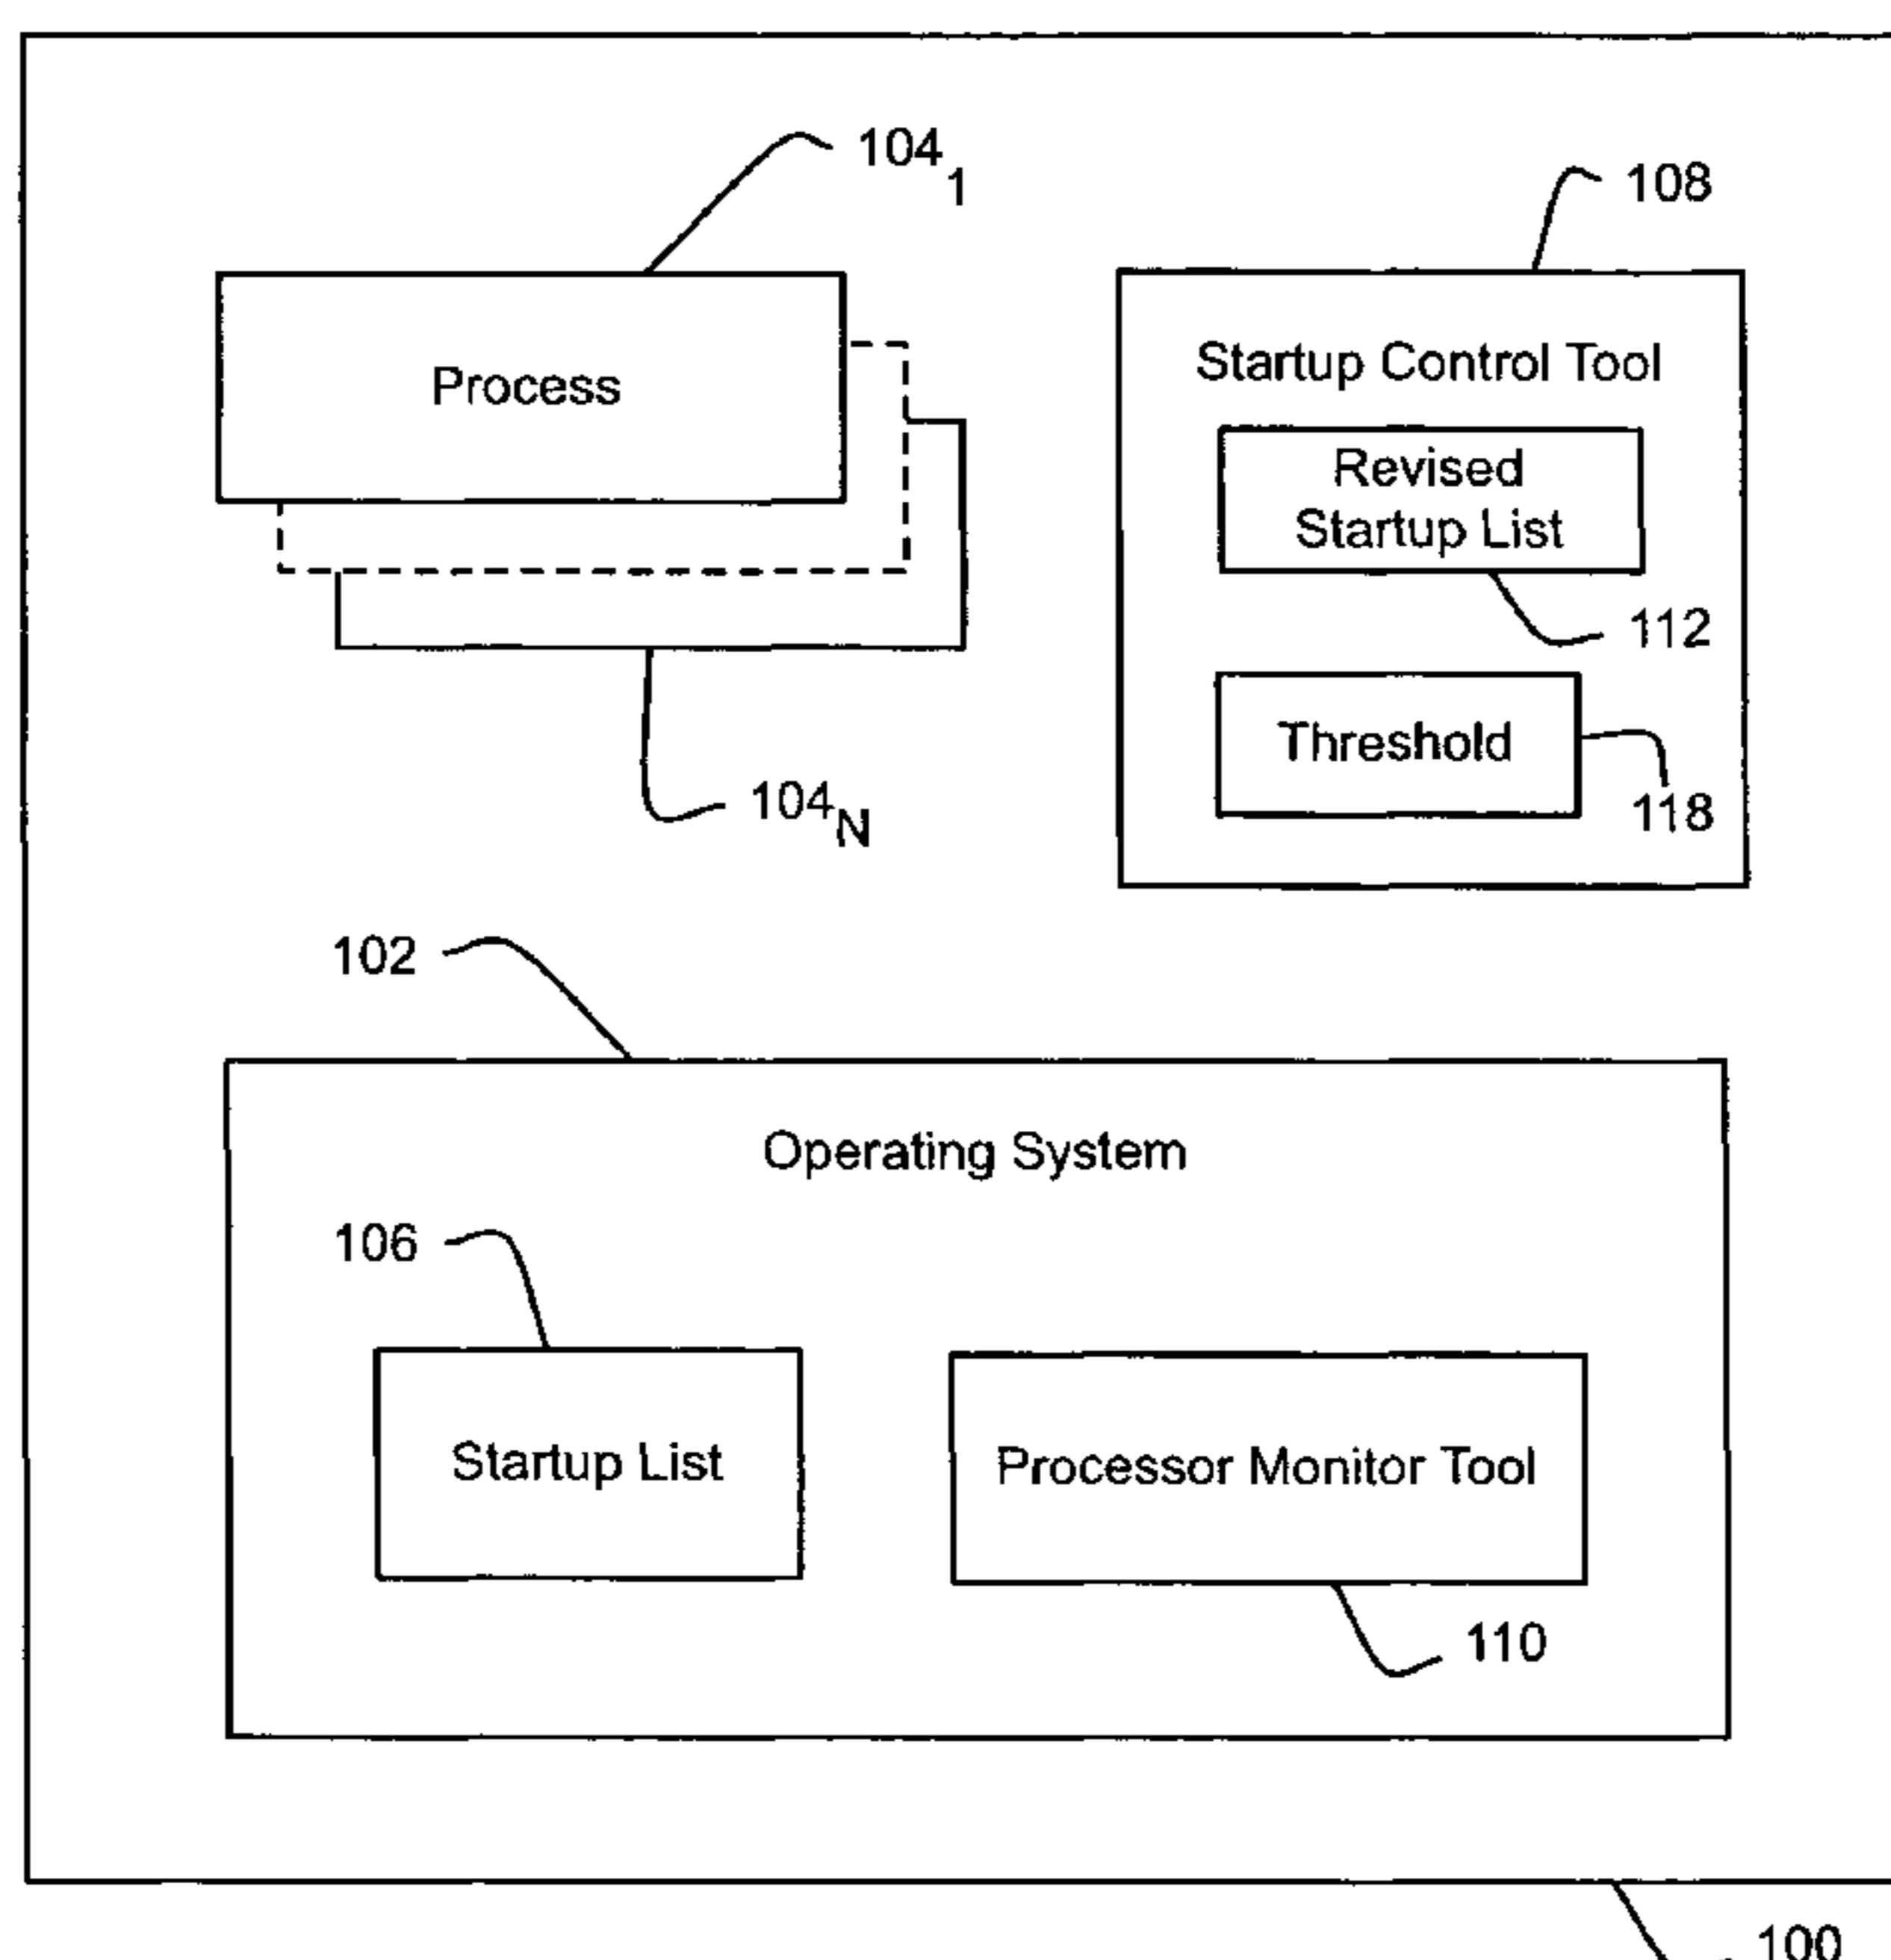 104
1
108
Process
Startup Control Tool
Revised
Startup List
112
Threshold
118
104
N
102
Operating System
106
Startup List
Processor Monitor Tool
110
100